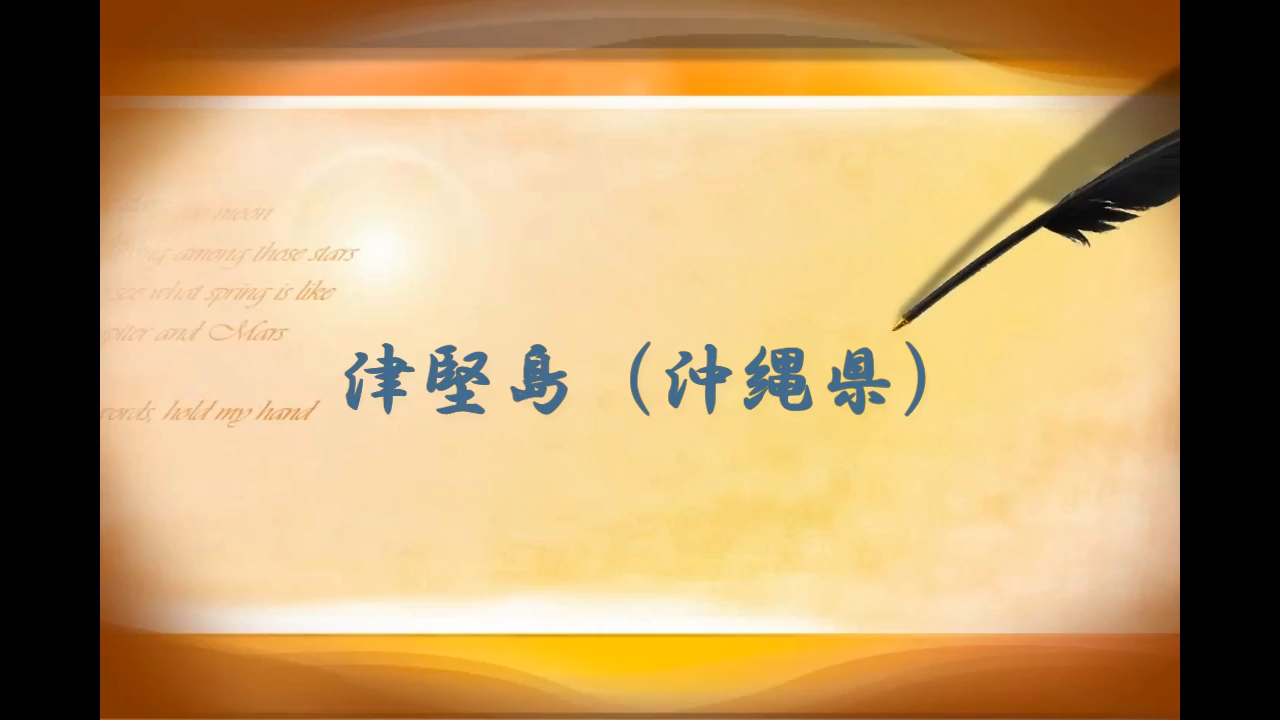 moon
among those stars
see what spring is like
and Mars
hold my hand
津堅島（沖縄県）